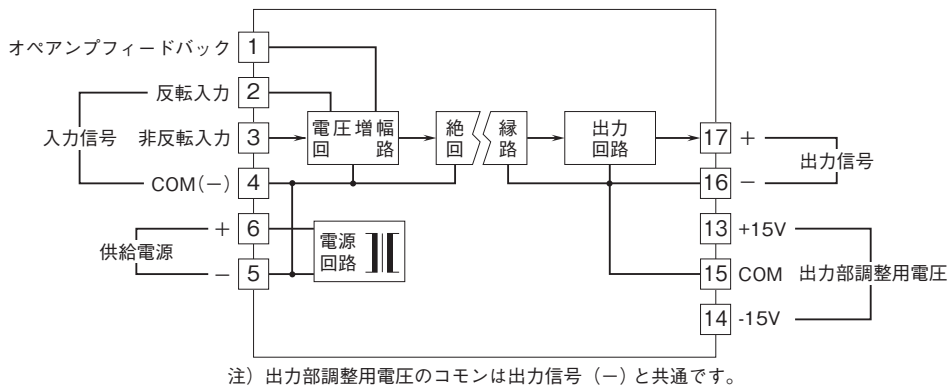 オペアンプフィードバック 1
反転入力 2
入力信号 非反転入力 3
COM(−) 4
供給電源 + 6
− 5
電圧増幅
回路
絶縁
回路
出力
回路
電源
回路
17 +
16 −
出力信号
13 +15V
15 COM 出力部調整用電圧
14 -15V
注）出力部調整用電圧のコモンは出力信号（−）と共通です。